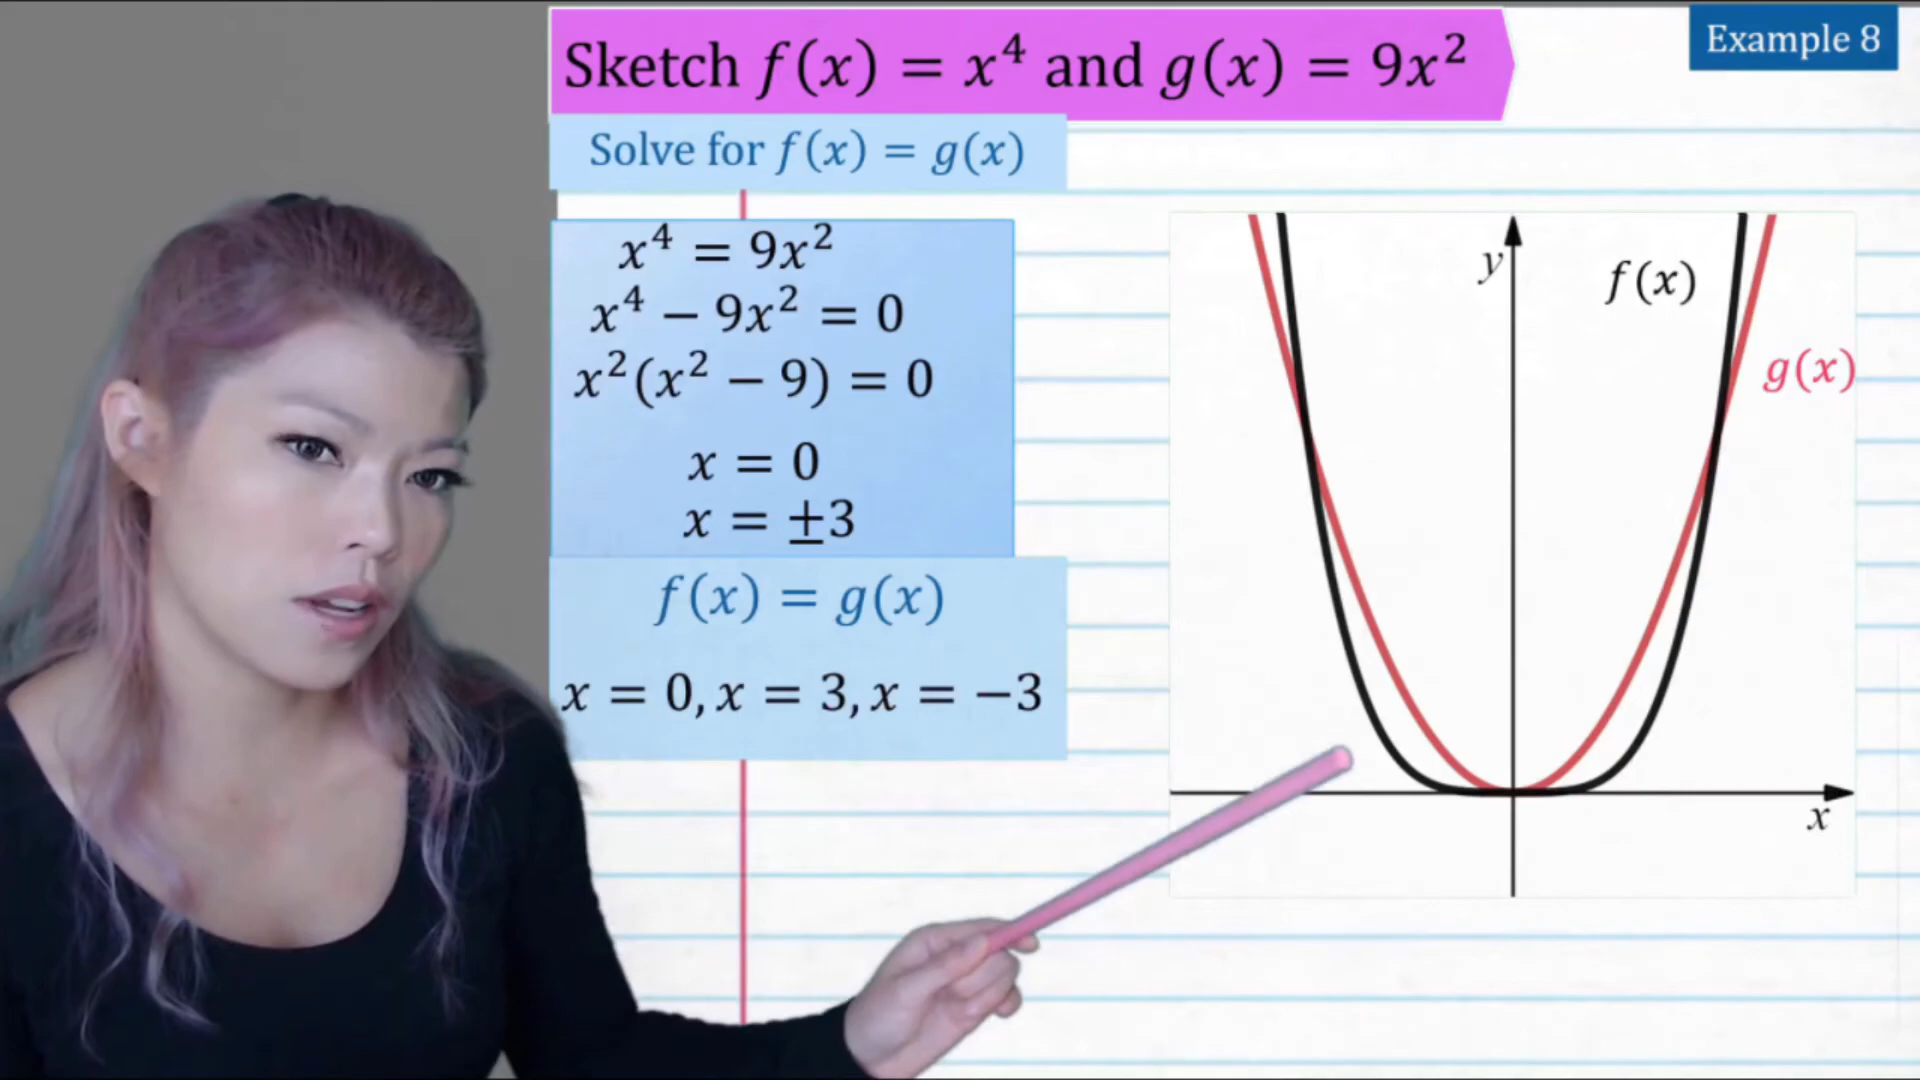 Sketch f(x) = x⁴ and g(x) = 9x²
Example 8
Solve for f(x) = g(x)
x⁴ = 9x²
x⁴ − 9x² = 0
x²(x² − 9) = 0
x = 0
x = ±3
f(x) = g(x)
x = 0, x = 3, x = −3
y
f(x)
g(x)
x